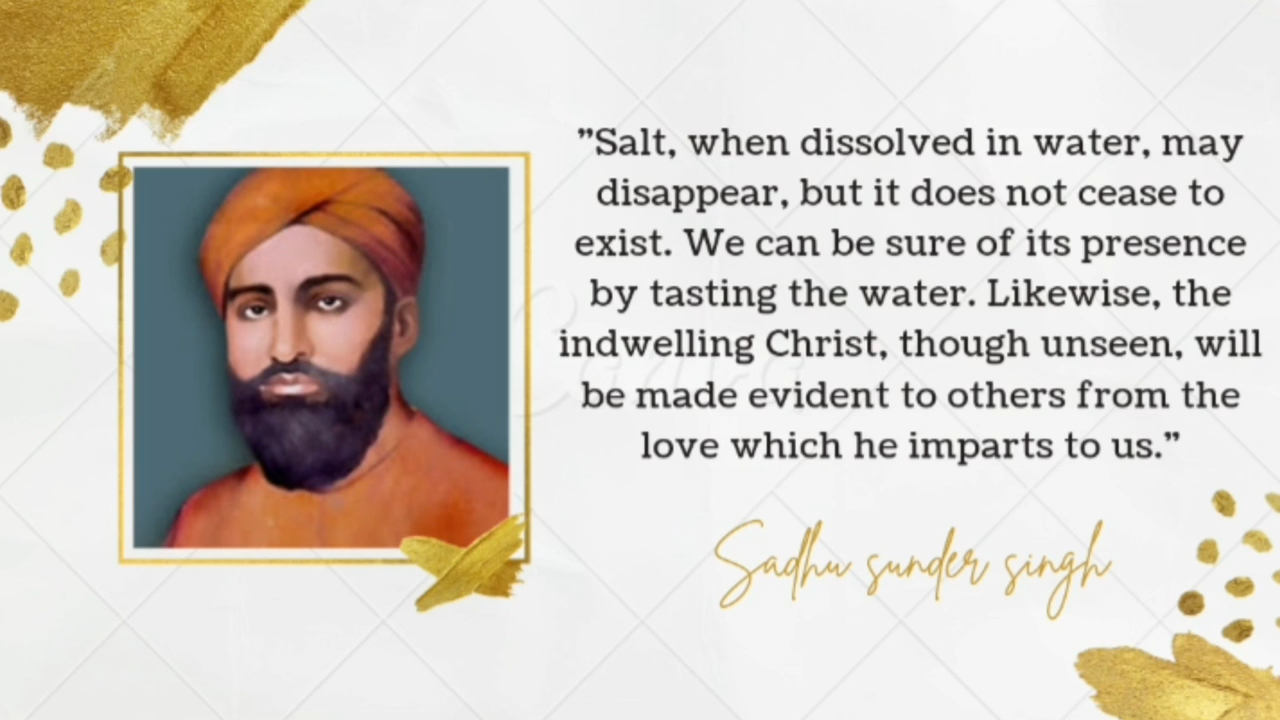 ”Salt, when dissolved in water, may
disappear, but it does not cease to
exist. We can be sure of its presence
by tasting the water. Likewise, the
indwelling Christ, though unseen, will
be made evident to others from the
love which he imparts to us.”
Sadhu sunder singh
Canva